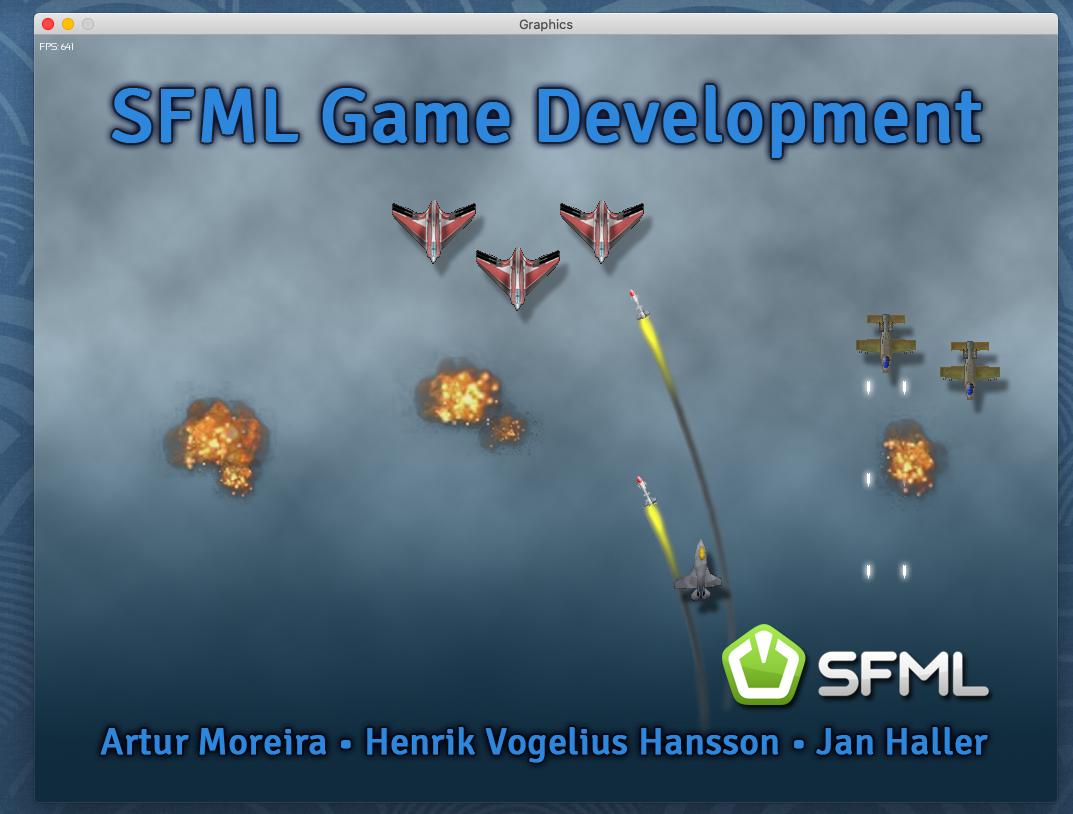 Graphics
FPS: 641
SFML Game Development
SFML
Artur Moreira • Henrik Vogelius Hansson • Jan Haller